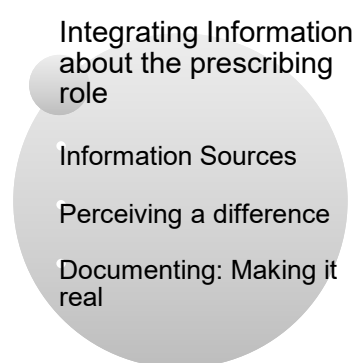 Integrating Information
about the prescribing
role
Information Sources
Perceiving a difference
Documenting: Making it
real